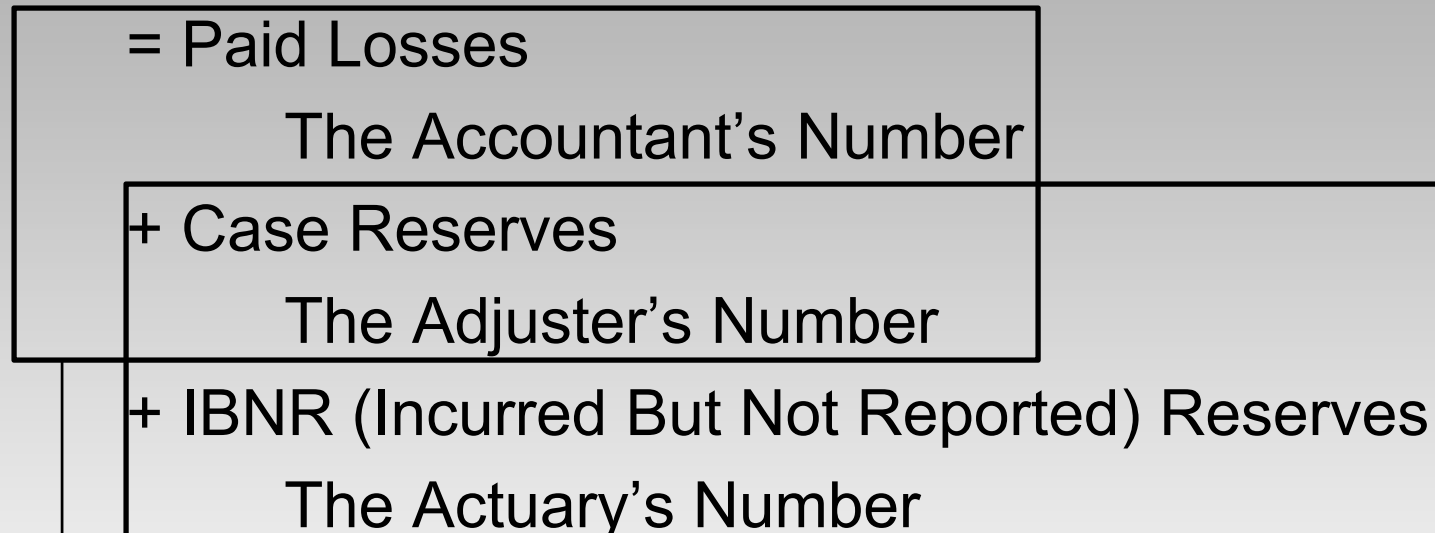 = Paid Losses
The Accountant’s Number
+ Case Reserves
The Adjuster’s Number
+ IBNR (Incurred But Not Reported) Reserves
The Actuary’s Number